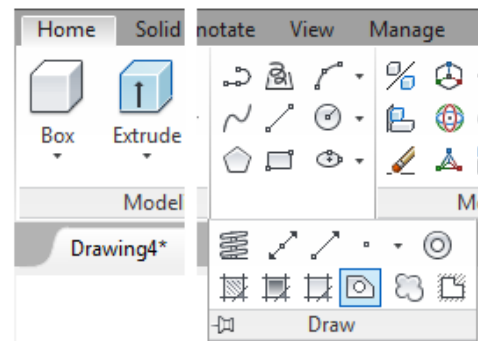 Home Solid notate View Manage
Box Extrude
Model M
Drawing4*
Draw